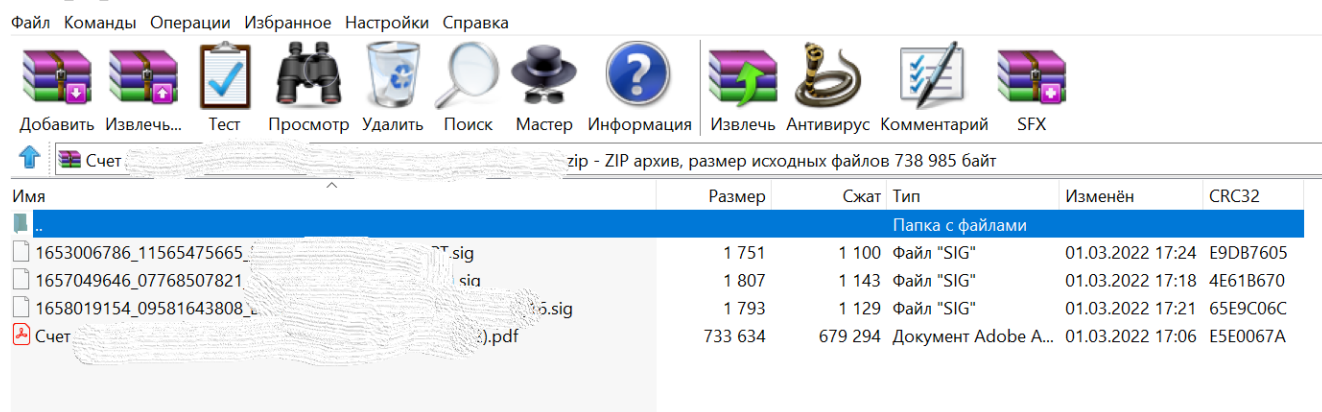 Файл Команды Операции Избранное Настройки Справка
Добавить Извлечь... Тест Просмотр Удалить Поиск Мастер Информация Извлечь Антивирус Комментарий SFX
Счет zip - ZIP архив, размер исходных файлов 738 985 байт
Имя Размер Сжат Тип Изменён CRC32
.. Папка с файлами
1653006786_11565475665_ .sig 1 751 1 100 Файл "SIG" 01.03.2022 17:24 E9DB7605
1657049646_07768507821_ sig 1 807 1 143 Файл "SIG" 01.03.2022 17:18 4E61B670
1658019154_09581643808_ .sig 1 793 1 129 Файл "SIG" 01.03.2022 17:21 65E9C06C
Счет ).pdf 733 634 679 294 Документ Adobe A... 01.03.2022 17:06 E5E0067A